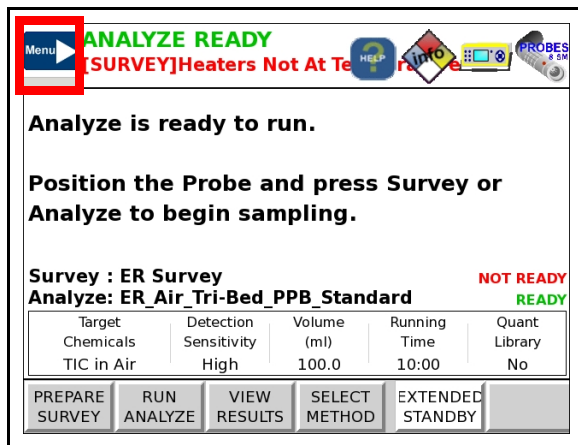 Menu
ANALYZE READY
[SURVEY]Heaters Not At Te
HELP
info
PROBES
& SM
Analyze is ready to run.
Position the Probe and press Survey or
Analyze to begin sampling.
Survey : ER Survey
NOT READY
Analyze: ER_Air_Tri-Bed_PPB_Standard
READY
Target Detection Volume Running Quant
Chemicals Sensitivity (ml) Time Library
TIC in Air High 100.0 10:00 No
PREPARE RUN VIEW SELECT EXTENDED
SURVEY ANALYZE RESULTS METHOD STANDBY